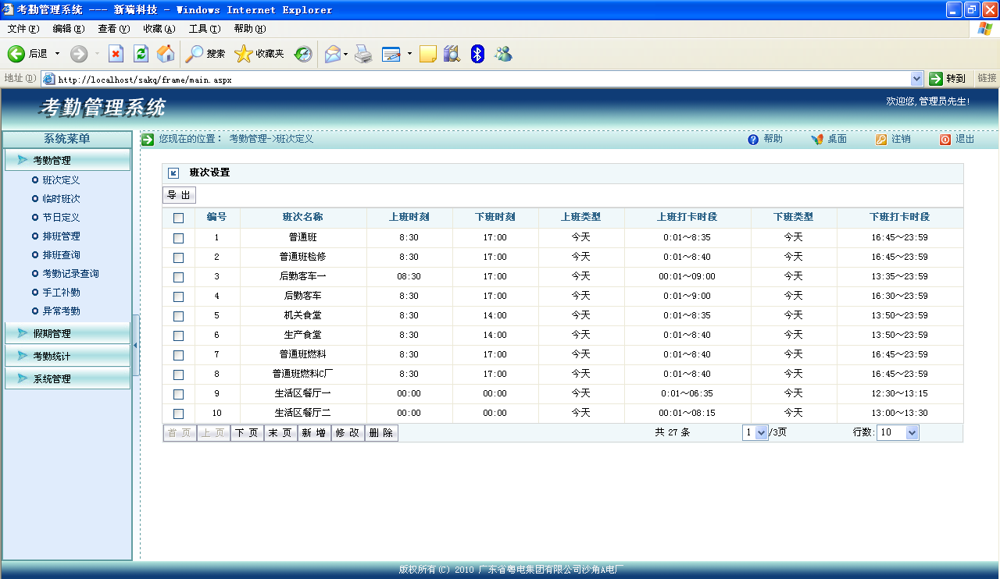 考勤管理系统 --- 新瑞科技 - Windows Internet Explorer
文件(F) 编辑(E) 查看(V) 收藏(A) 工具(T) 帮助(H)
后退 搜索 收藏夹
地址(D) http://localhost/sakq/frame/main.aspx 转到 链接
考勤管理系统 欢迎您,管理员先生!
系统菜单 您现在的位置: 考勤管理->班次定义 帮助 桌面 注销 退出
考勤管理
班次定义
临时班次
节日定义
排班管理
排班查询
考勤记录查询
手工补勤
异常考勤
假期管理
考勤统计
系统管理
班次设置
导 出
编号 班次名称 上班时刻 下班时刻 上班类型 上班打卡时段 下班类型 下班打卡时段
1 普通班 8:30 17:00 今天 0:01～8:35 今天 16:45～23:59
2 普通班检修 8:30 17:00 今天 0:01～8:40 今天 16:45～23:59
3 后勤客车一 08:30 17:00 今天 00:01～09:00 今天 13:35～23:59
4 后勤客车 8:30 17:00 今天 0:01～9:00 今天 16:30～23:59
5 机关食堂 8:30 14:00 今天 0:01～8:35 今天 13:50～23:59
6 生产食堂 8:30 14:00 今天 0:01～8:40 今天 13:50～23:59
7 普通班燃料 8:30 17:00 今天 0:01～8:40 今天 16:45～23:59
8 普通班燃料C厂 8:30 17:00 今天 0:01～8:40 今天 16:45～23:59
9 生活区餐厅一 00:00 00:00 今天 0:01～06:35 今天 12:30～13:15
10 生活区餐厅二 00:00 00:00 今天 00:01～08:15 今天 13:00～13:30
首 页 上 页 下 页 末 页 新 增 修 改 删 除 共 27 条 1 /3页 行数: 10
版权所有(C) 2010 广东省粤电集团有限公司沙角A电厂